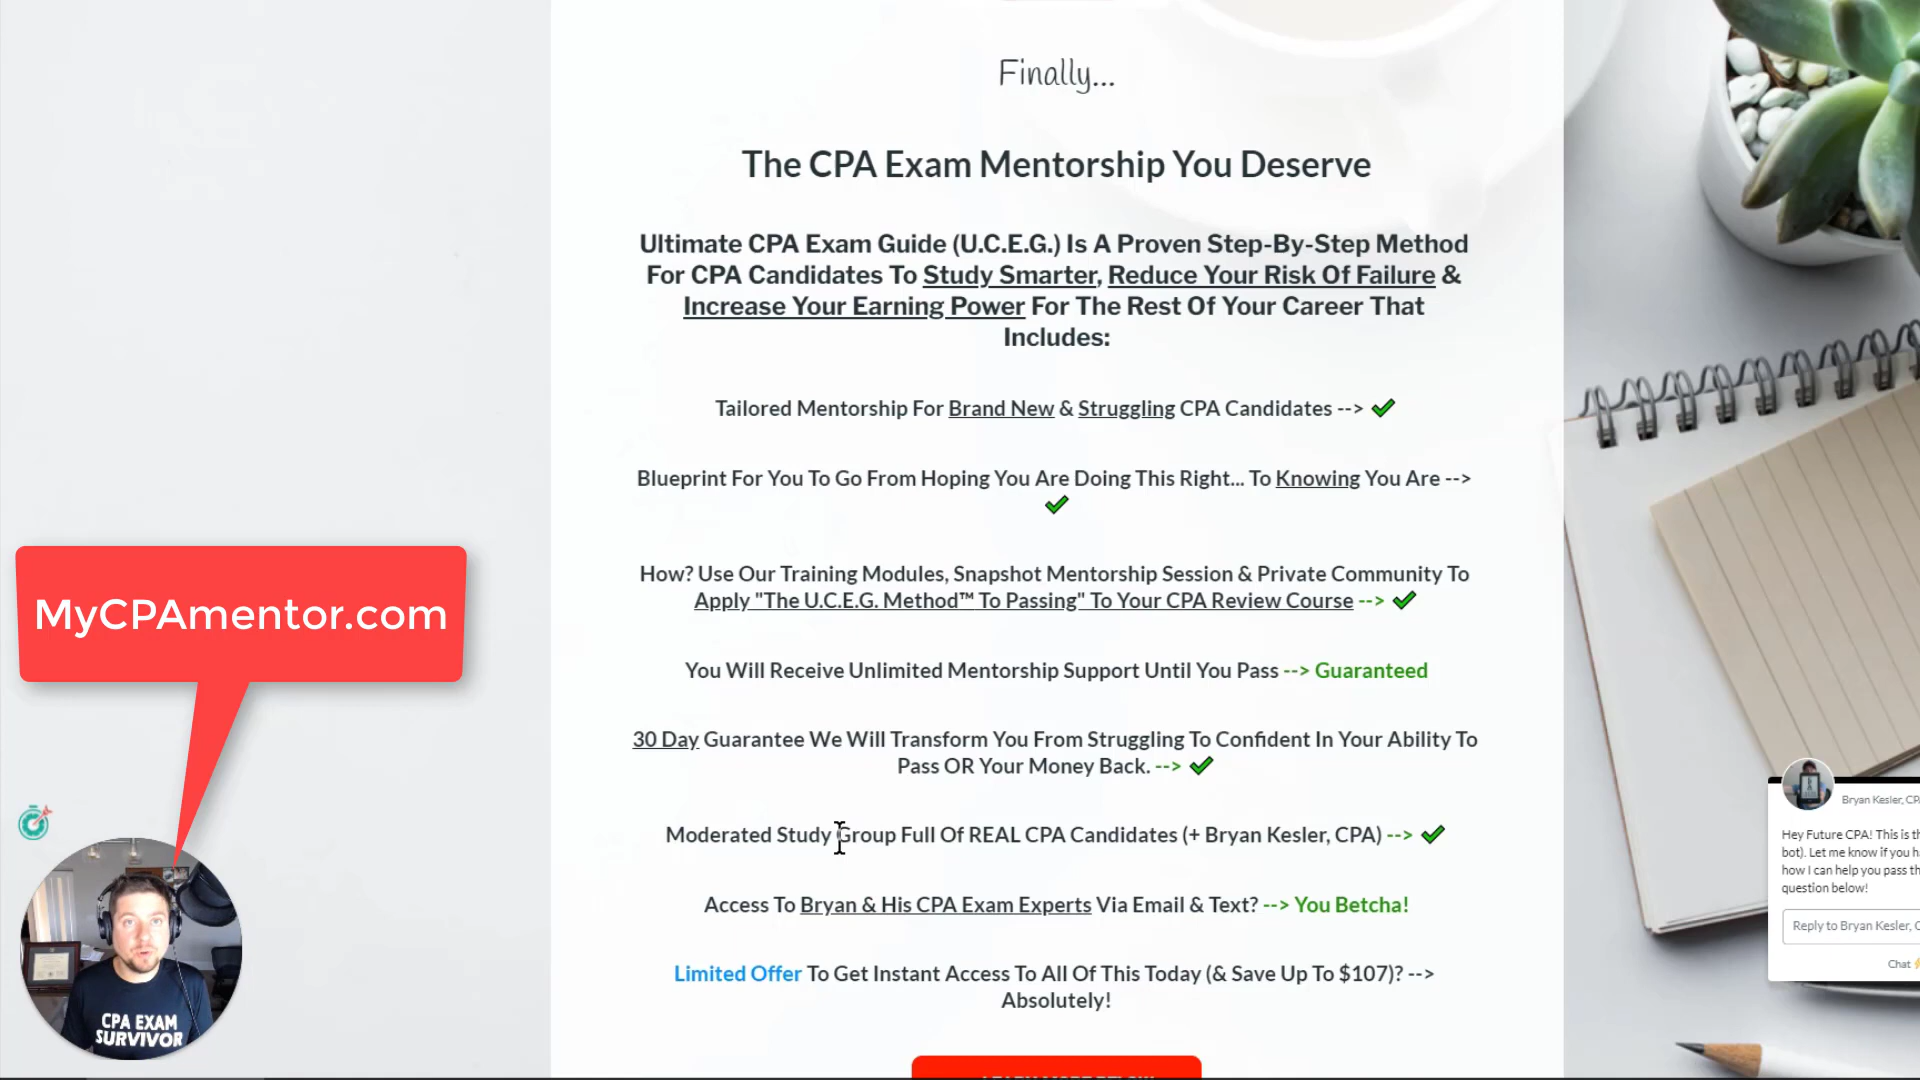 Finally...
The CPA Exam Mentorship You Deserve
Ultimate CPA Exam Guide (U.C.E.G.) Is A Proven Step-By-Step Method
For CPA Candidates To Study Smarter, Reduce Your Risk Of Failure &
Increase Your Earning Power For The Rest Of Your Career That
Includes:
Tailored Mentorship For Brand New & Struggling CPA Candidates --> ✔
Blueprint For You To Go From Hoping You Are Doing This Right... To Knowing You Are -->
✔
How? Use Our Training Modules, Snapshot Mentorship Session & Private Community To
Apply "The U.C.E.G. Method™ To Passing" To Your CPA Review Course --> ✔
You Will Receive Unlimited Mentorship Support Until You Pass --> Guaranteed
30 Day Guarantee We Will Transform You From Struggling To Confident In Your Ability To
Pass OR Your Money Back. --> ✔
Moderated Study Group Full Of REAL CPA Candidates (+ Bryan Kesler, CPA) --> ✔
Access To Bryan & His CPA Exam Experts Via Email & Text? --> You Betcha!
Limited Offer To Get Instant Access To All Of This Today (& Save Up To $107)? -->
Absolutely!
MyCPAmentor.com
CPA EXAM
SURVIVOR
Bryan Kesler,
Hey Future CPA! This is
bot). Let me know if you
how I can help you pass
question below!
Reply to Bryan Kesler,
Chat